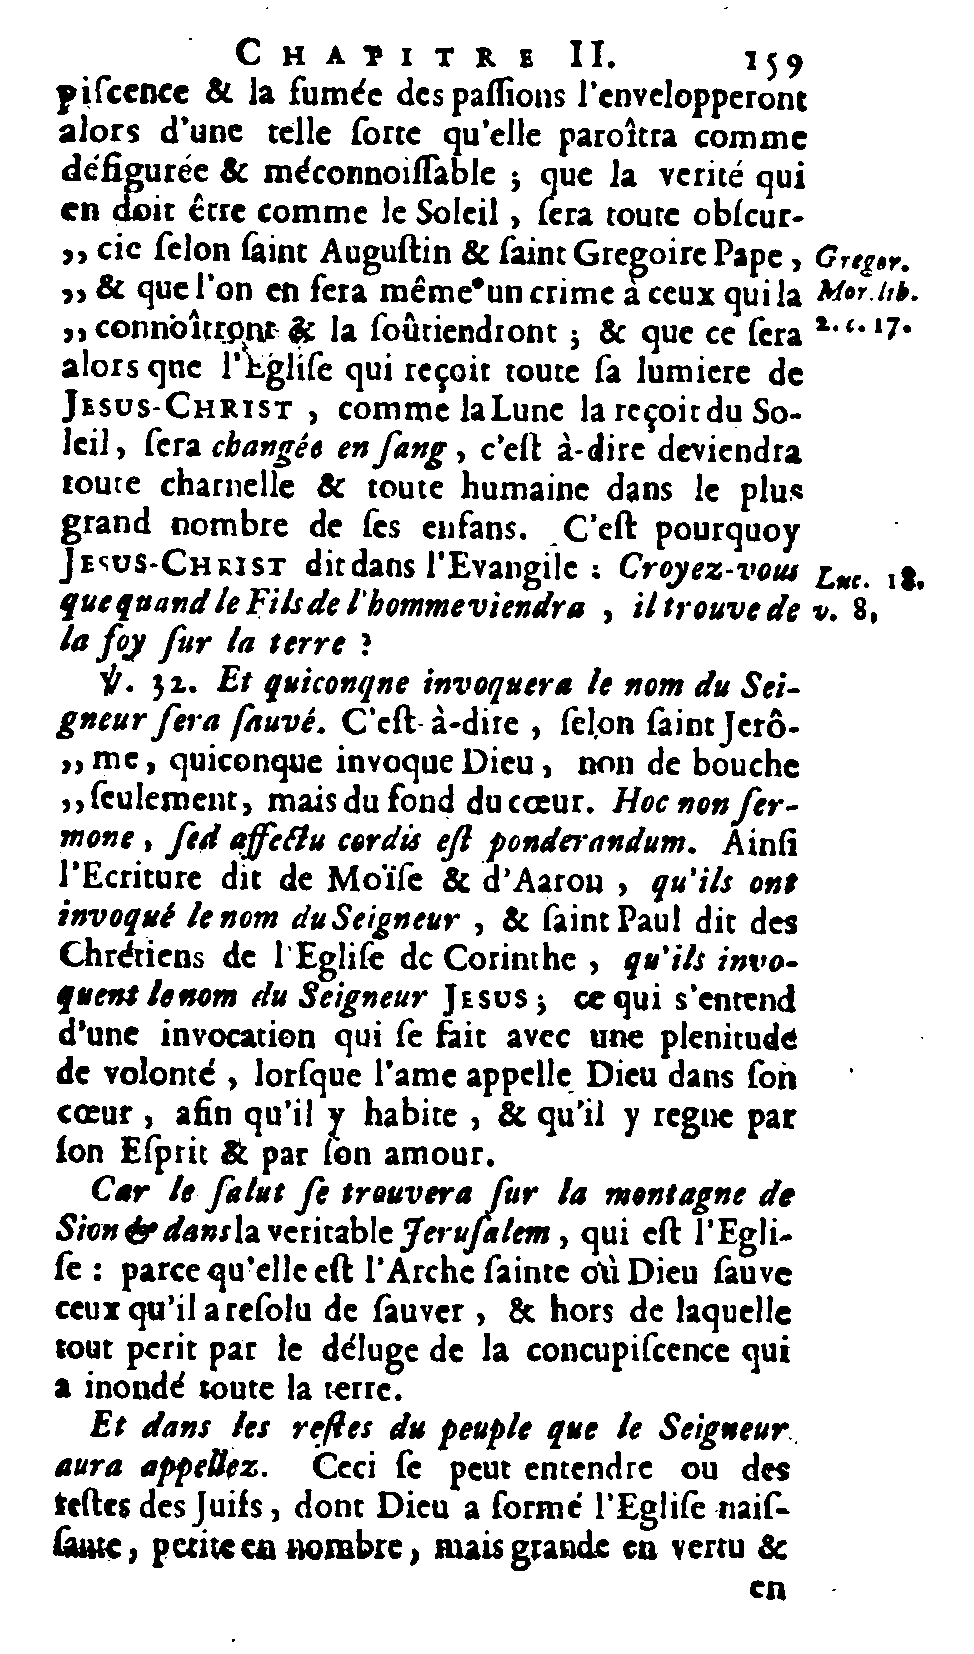 CHAPITRE II. 159
piſcence & la fumée des paſſions l'envelopperont
alors d'une telle ſorte qu'elle paroîtra comme
défigurée & méconnoiſſable ; que la verité qui
en doit être comme le Soleil , ſera toute obſcur-
,, cie ſelon ſaint Auguſtin & ſaint Gregoire Pape ,
Gregor.
,, & que l'on en fera même un crime à ceux qui la
Mor. lib.
,, connoîtront & la ſoûtiendront ; & que ce ſera
2. c. 17.
alors que l'Egliſe qui reçoit toute ſa lumiere de
JESUS-CHRIST , comme la Lune la reçoit du So-
leil, ſera changée en ſang , c'eſt à-dire deviendra
toute charnelle & toute humaine dans le plus
grand nombre de ſes enfans. C'eſt pourquoy
JESUS-CHRIST dit dans l'Evangile : Croyez-vous
Luc. 18.
que quand le Fils de l'homme viendra , il trouve de
v. 8,
la foy ſur la terre ?
℣. 32. Et quiconqne invoquera le nom du Sei-
gneur ſera ſauvé. C'eſt-à-dire , ſelon ſaint Jerô-
,, me, quiconque invoque Dieu, non de bouche
,, ſeulement, mais du fond du cœur. Hoc non ſer-
mone , ſed affectu cordis eſt ponderandum. Ainſi
l'Ecriture dit de Moïſe & d'Aaron , qu'ils ont
invoqué le nom du Seigneur , & ſaint Paul dit des
Chrétiens de l'Egliſe de Corinthe , qu'ils invo-
quent le nom du Seigneur JESUS ; ce qui s'entend
d'une invocation qui ſe fait avec une plenitude
de volonté , lorſque l'ame appelle Dieu dans ſon
cœur , afin qu'il y habite , & qu'il y regne par
ſon Eſprit & par ſon amour.
Car le ſalut ſe trouvera ſur la montagne de
Sion & dans la veritable Jeruſalem , qui eſt l'Egli-
ſe : parce qu'elle eſt l'Arche ſainte où Dieu ſauve
ceux qu'il a reſolu de ſauver , & hors de laquelle
tout perit par le déluge de la concupiſcence qui
a inondé toute la terre.
Et dans les reſtes du peuple que le Seigneur
aura appellez. Ceci ſe peut entendre ou des
reſtes des Juifs, dont Dieu a formé l'Egliſe naiſ-
ſante, petite en nombre, mais grande en vertu &
en